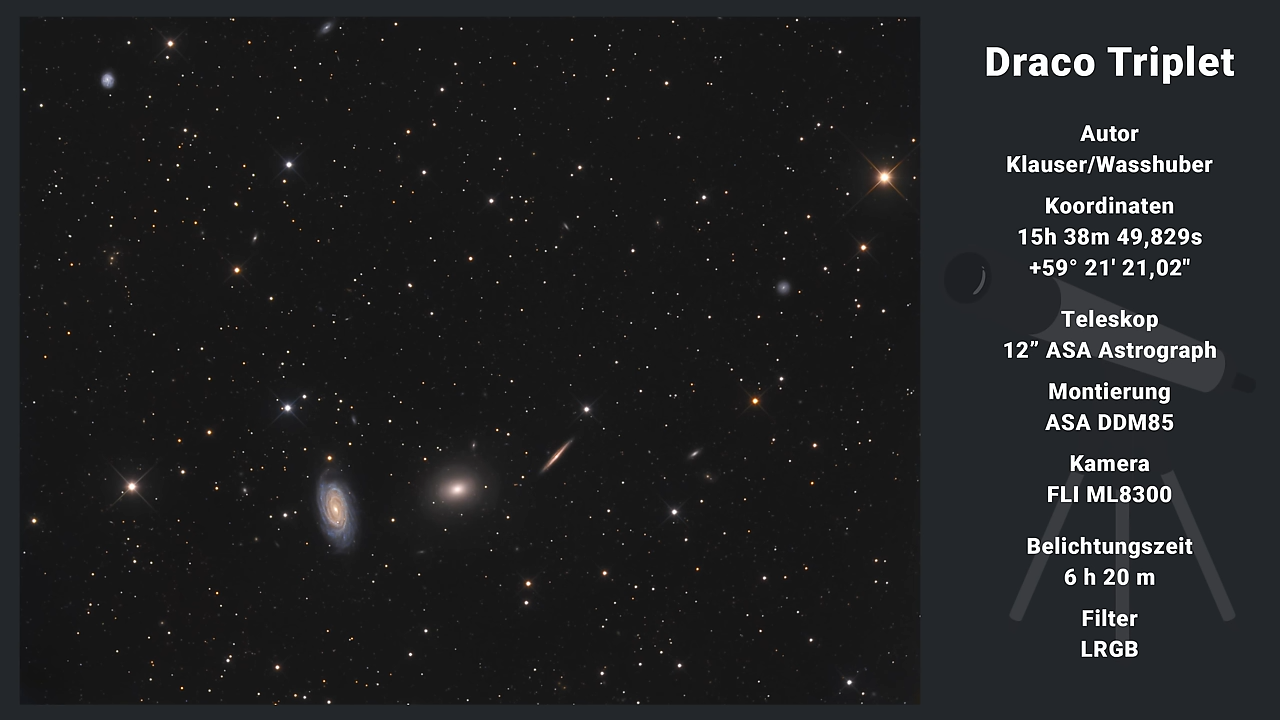 Draco Triplet
Autor
Klauser/Wasshuber
Koordinaten
15h 38m 49,829s
+59° 21' 21,02"
Teleskop
12” ASA Astrograph
Montierung
ASA DDM85
Kamera
FLI ML8300
Belichtungszeit
6 h 20 m
Filter
LRGB